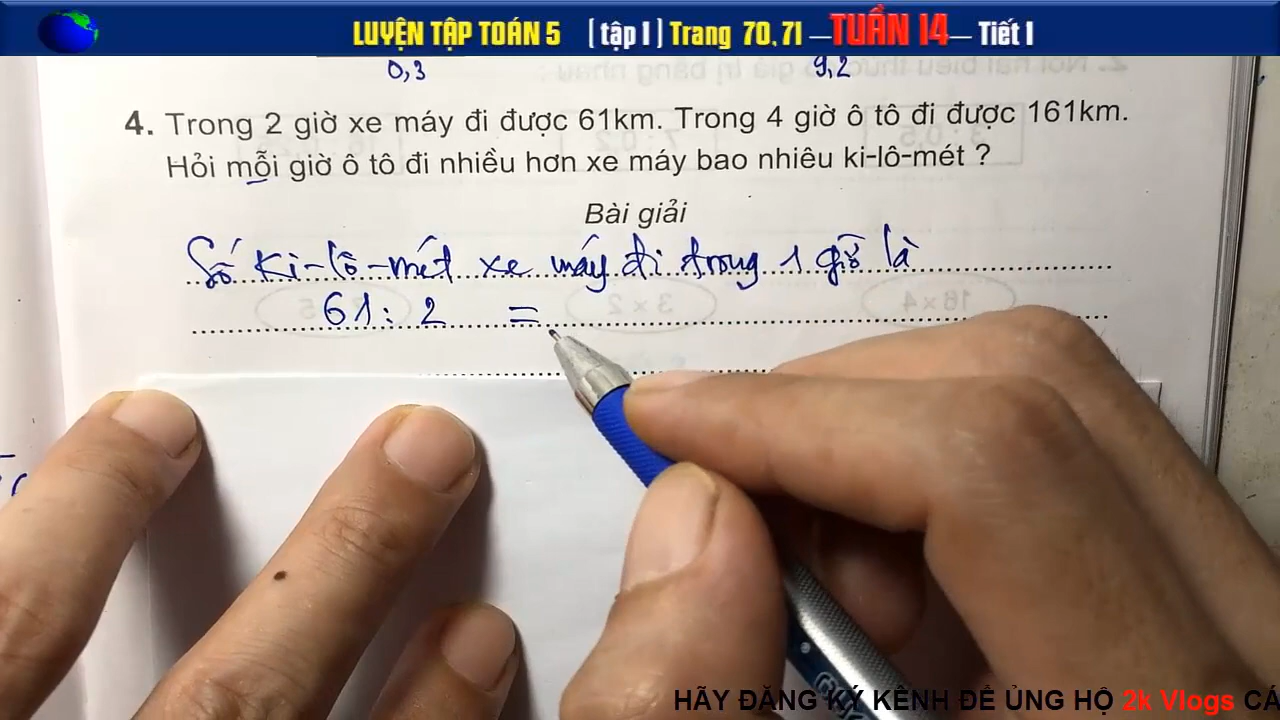 LUYỆN TẬP TOÁN 5 [ tập 1 ] Trang 70, 71 – TUẦN 14 – Tiết 1
0,3 9,2
4. Trong 2 giờ xe máy đi được 61km. Trong 4 giờ ô tô đi được 161km.
Hỏi mỗi giờ ô tô đi nhiều hơn xe máy bao nhiêu ki-lô-mét ?
Bài giải
Số ki-lô-mét xe máy đi trong 1 giờ là
61 : 2 =
HÃY ĐĂNG KÝ KÊNH ĐỂ ỦNG HỘ 2k Vlogs CÁ